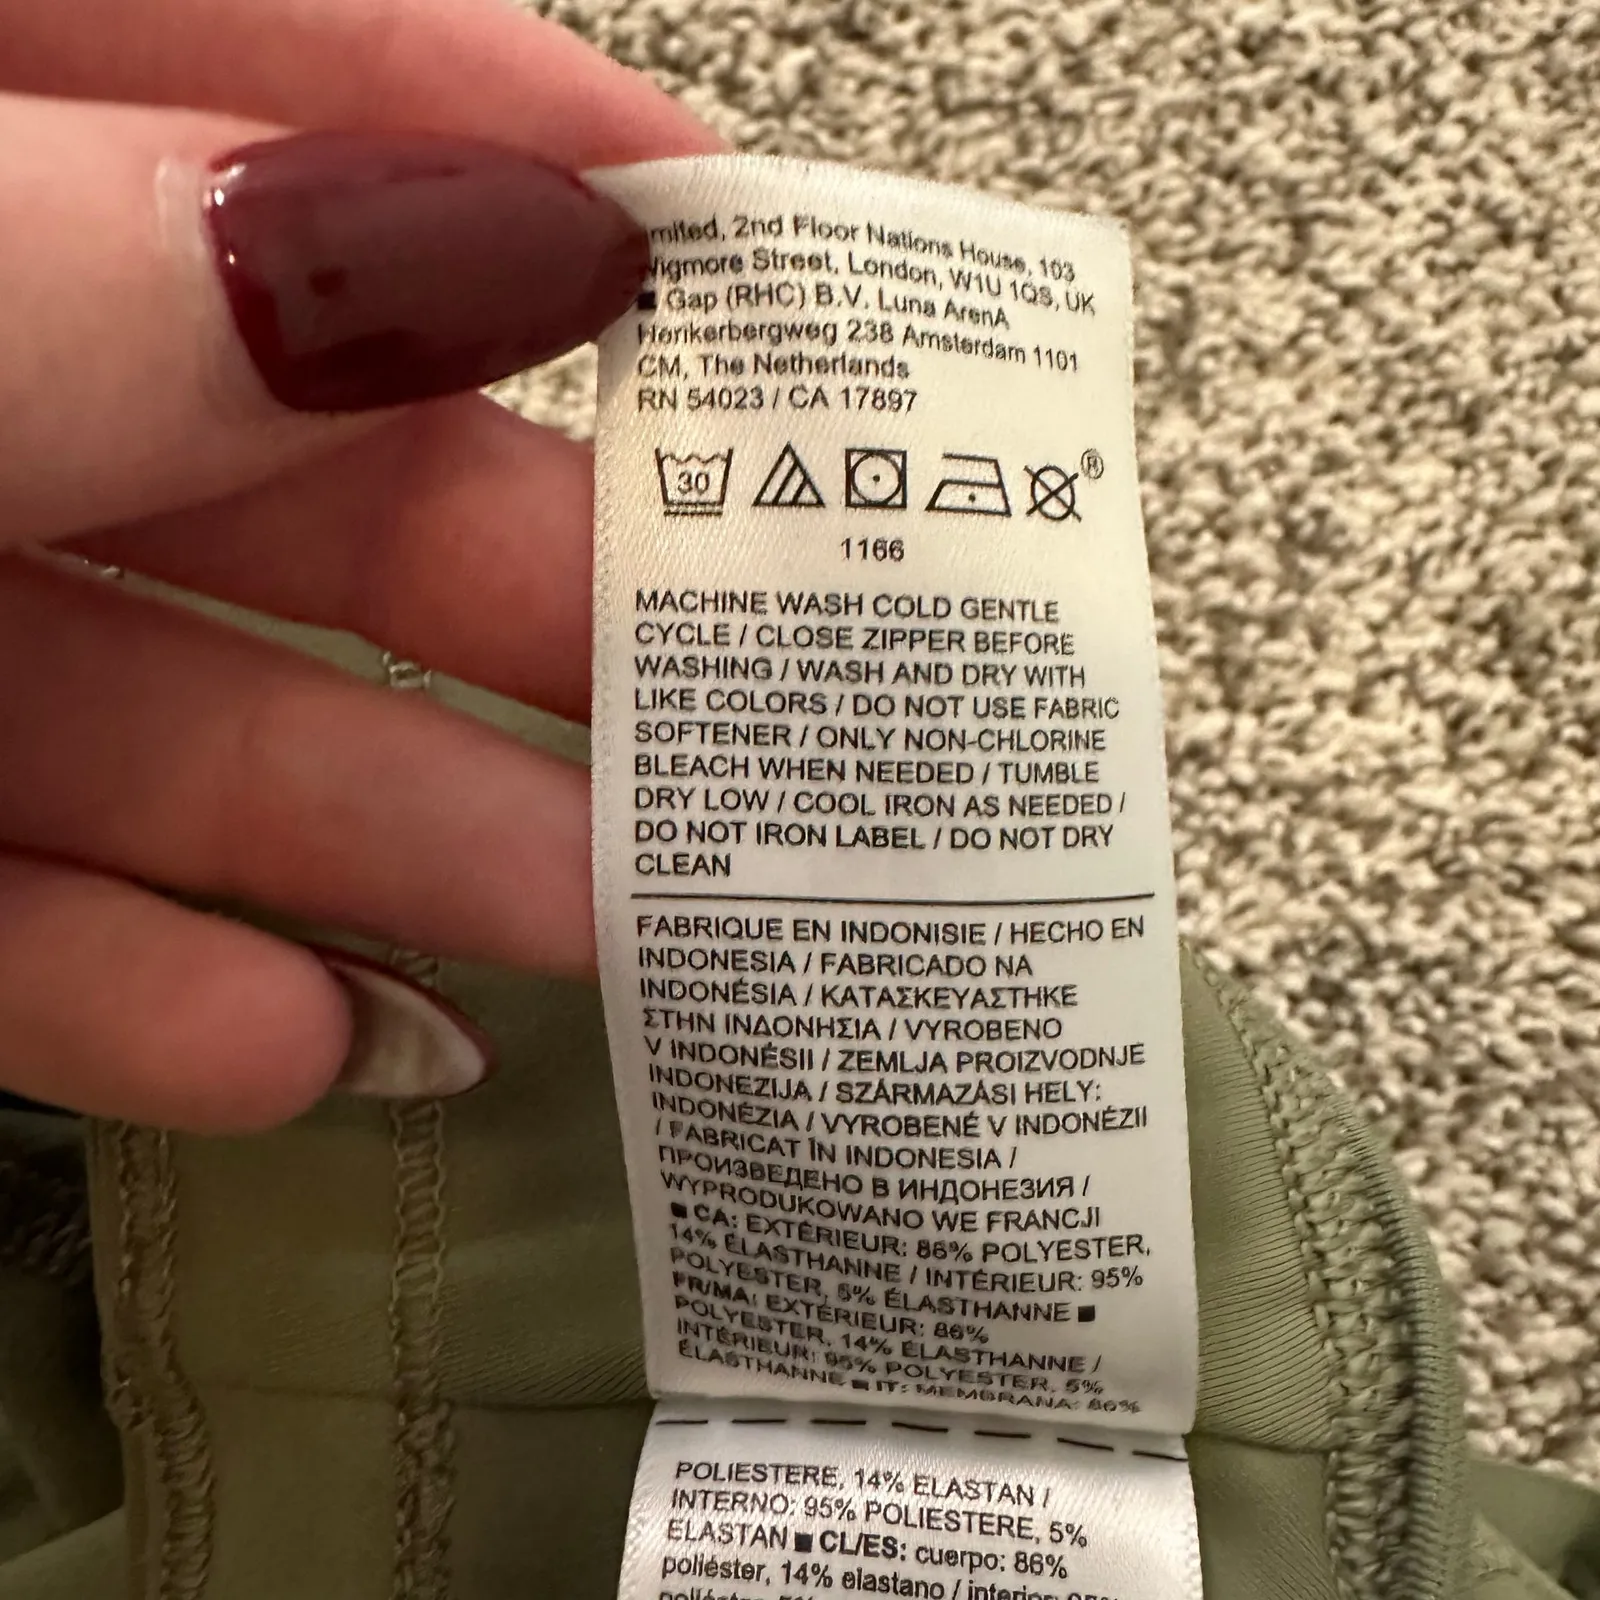 mited, 2nd Floor Nations House, 103
Wigmore Street, London, W1U 1QS, UK
■ Gap (RHC) B.V. Luna ArenA
Herikerbergweg 238 Amsterdam 1101
CM, The Netherlands
RN 54023 / CA 17897
30
®
1166
MACHINE WASH COLD GENTLE
CYCLE / CLOSE ZIPPER BEFORE
WASHING / WASH AND DRY WITH
LIKE COLORS / DO NOT USE FABRIC
SOFTENER / ONLY NON-CHLORINE
BLEACH WHEN NEEDED / TUMBLE
DRY LOW / COOL IRON AS NEEDED /
DO NOT IRON LABEL / DO NOT DRY
CLEAN
FABRIQUE EN INDONISIE / HECHO EN
INDONESIA / FABRICADO NA
INDONÉSIA / ΚΑΤΑΣΚΕΥΑΣΤΗΚΕ
ΣΤΗΝ ΙΝΔΟΝΗΣΙΑ / VYROBENO
V INDONÉSII / ZEMLJA PROIZVODNJE
INDONEZIJA / SZÁRMAZÁSI HELY:
INDONÉZIA / VYROBENÉ V INDONÉZII
/ FABRICAT ÎN INDONESIA /
ПРОИЗВЕДЕНО В ИНДОНЕЗИЯ /
WYPRODUKOWANO WE FRANCJI
■ CA: EXTÉRIEUR: 86% POLYESTER,
14% ÉLASTHANNE / INTÉRIEUR: 95%
POLYESTER, 5% ÉLASTHANNE ■
FR/MA: EXTÉRIEUR: 86%
POLYESTER, 14% ÉLASTHANNE /
INTÉRIEUR: 95% POLYESTER, 5%
ÉLASTHANNE ■ IT: MEMBRANA: 86%
POLIESTERE, 14% ELASTAN /
INTERNO: 95% POLIESTERE, 5%
ELASTAN ■ CL/ES: cuerpo: 86%
poliéster, 14% elastano / interior: